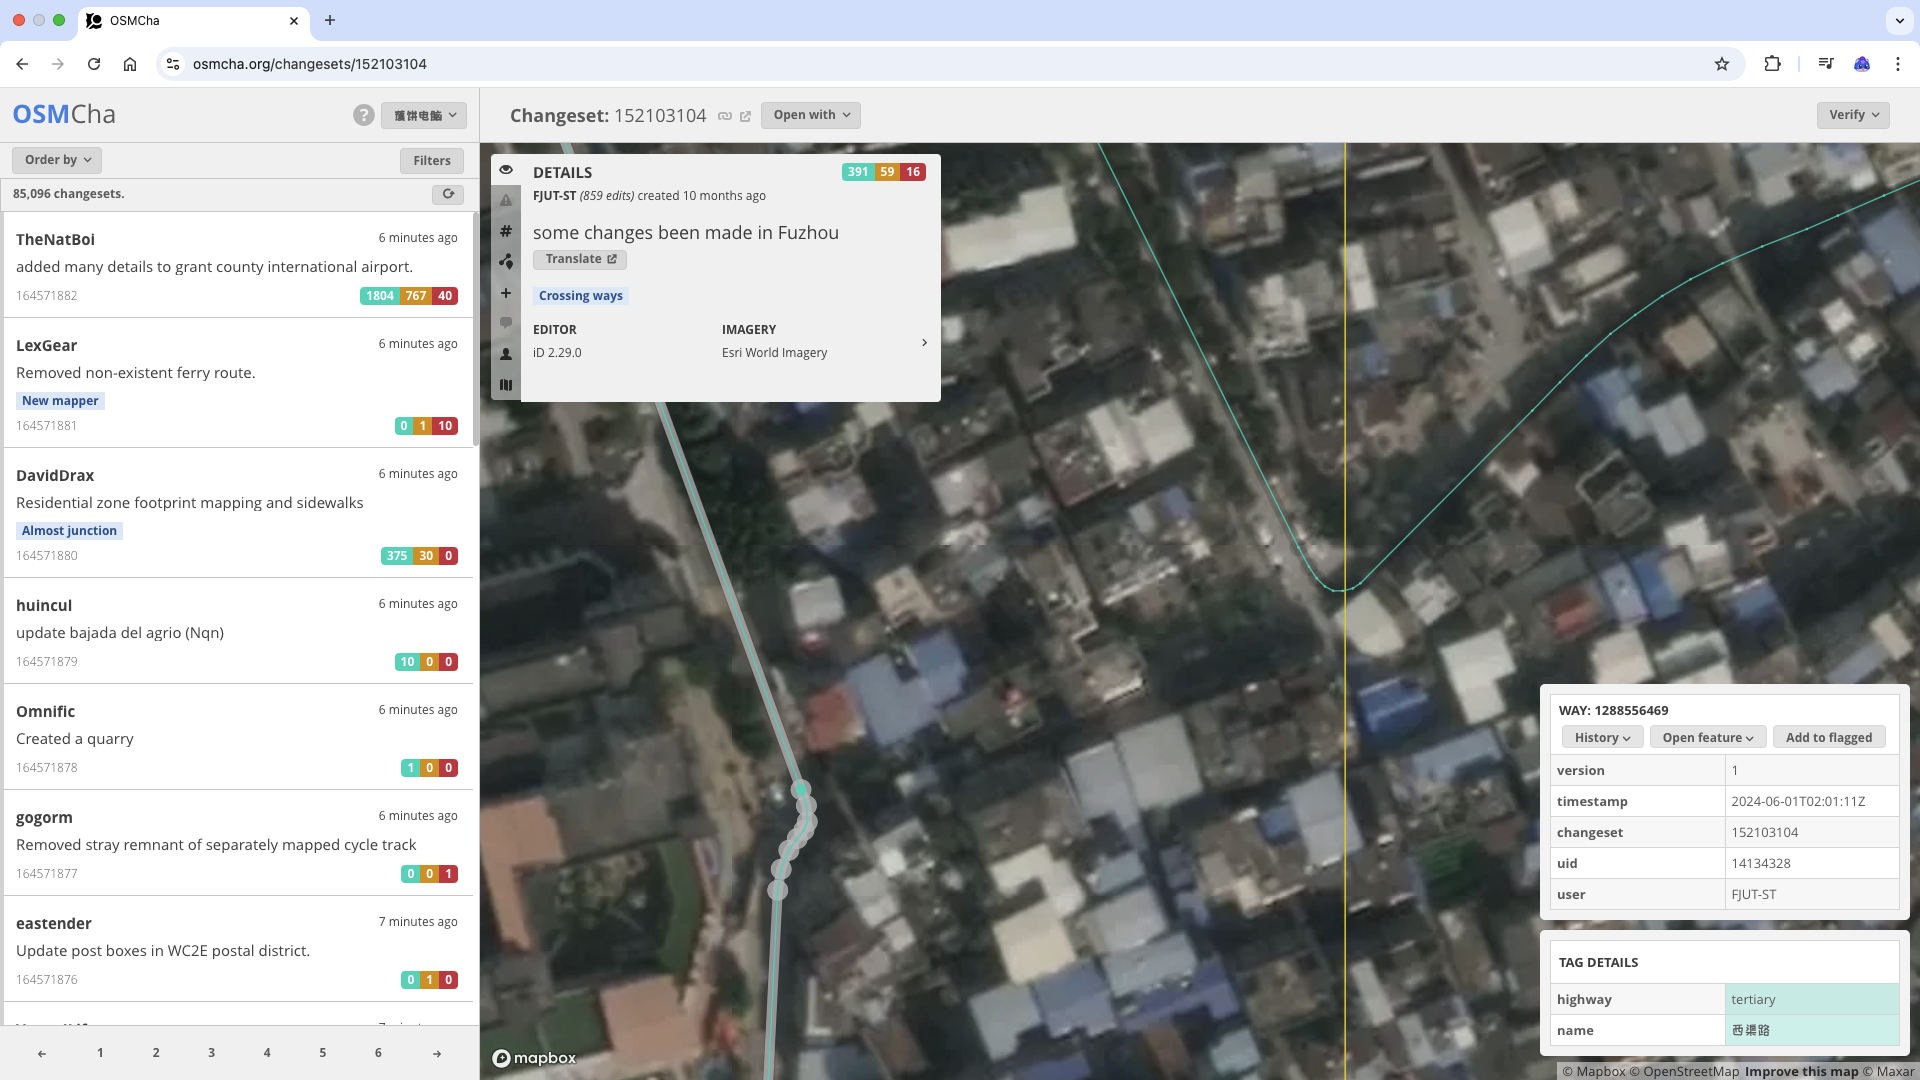 OSMCha
osmcha.org/changesets/152103104
OSMCha
?
Changeset: 152103104
Open with
Verify
Order by
Filters
85,096 changesets.
TheNatBoi
6 minutes ago
added many details to grant county international airport.
164571882
1804 767 40
LexGear
6 minutes ago
Removed non-existent ferry route.
New mapper
164571881
0 1 10
DavidDrax
6 minutes ago
Residential zone footprint mapping and sidewalks
Almost junction
164571880
375 30 0
huincul
6 minutes ago
update bajada del agrio (Nqn)
164571879
10 0 0
Omnific
6 minutes ago
Created a quarry
164571878
1 0 0
gogorm
6 minutes ago
Removed stray remnant of separately mapped cycle track
164571877
0 0 1
eastender
7 minutes ago
Update post boxes in WC2E postal district.
164571876
0 1 0
1 2 3 4 5 6
DETAILS
391 59 16
FJUT-ST (859 edits) created 10 months ago
some changes been made in Fuzhou
Translate
Crossing ways
EDITOR
iD 2.29.0
IMAGERY
Esri World Imagery
WAY: 1288556469
History
Open feature
Add to flagged
version 1
timestamp 2024-06-01T02:01:11Z
changeset 152103104
uid 14134328
user FJUT-ST
TAG DETAILS
highway tertiary
name 西渠路
mapbox
© Mapbox © OpenStreetMap Improve this map © Maxar